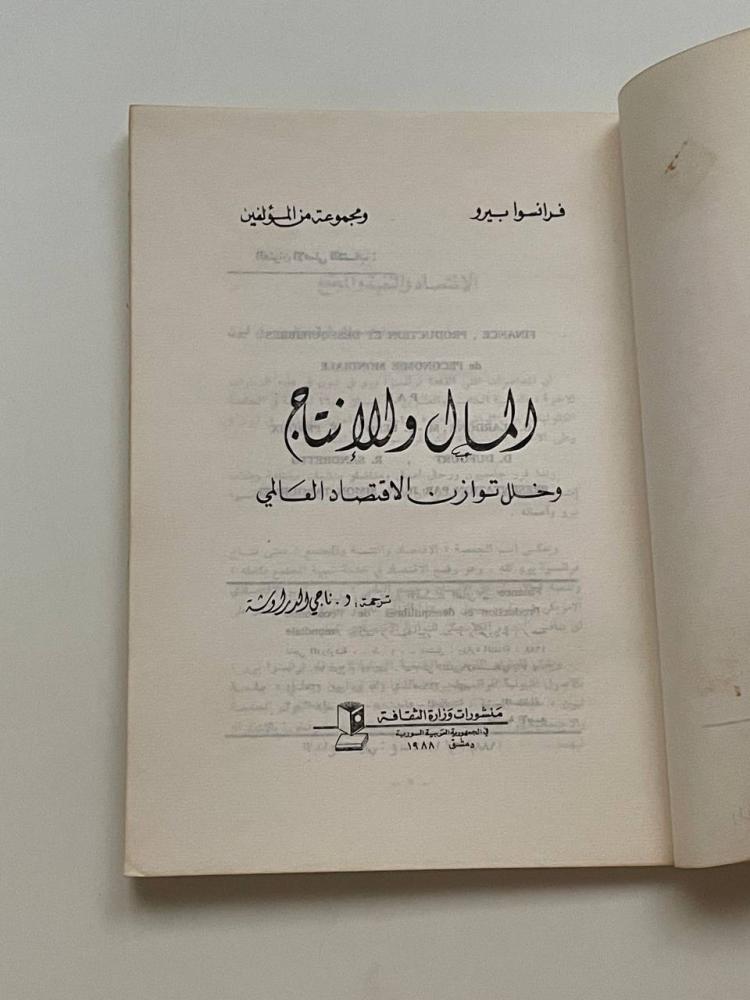 فرانسوا بيرو ومجموعة من المؤلفين
المال والإنتاج
وخلل توازن الاقتصاد العالمي
ترجمة: د. ناجي الدراوشة
منشورات وزارة الثقافة
في الجمهورية العربية السورية
دمشق ١٩٨٨